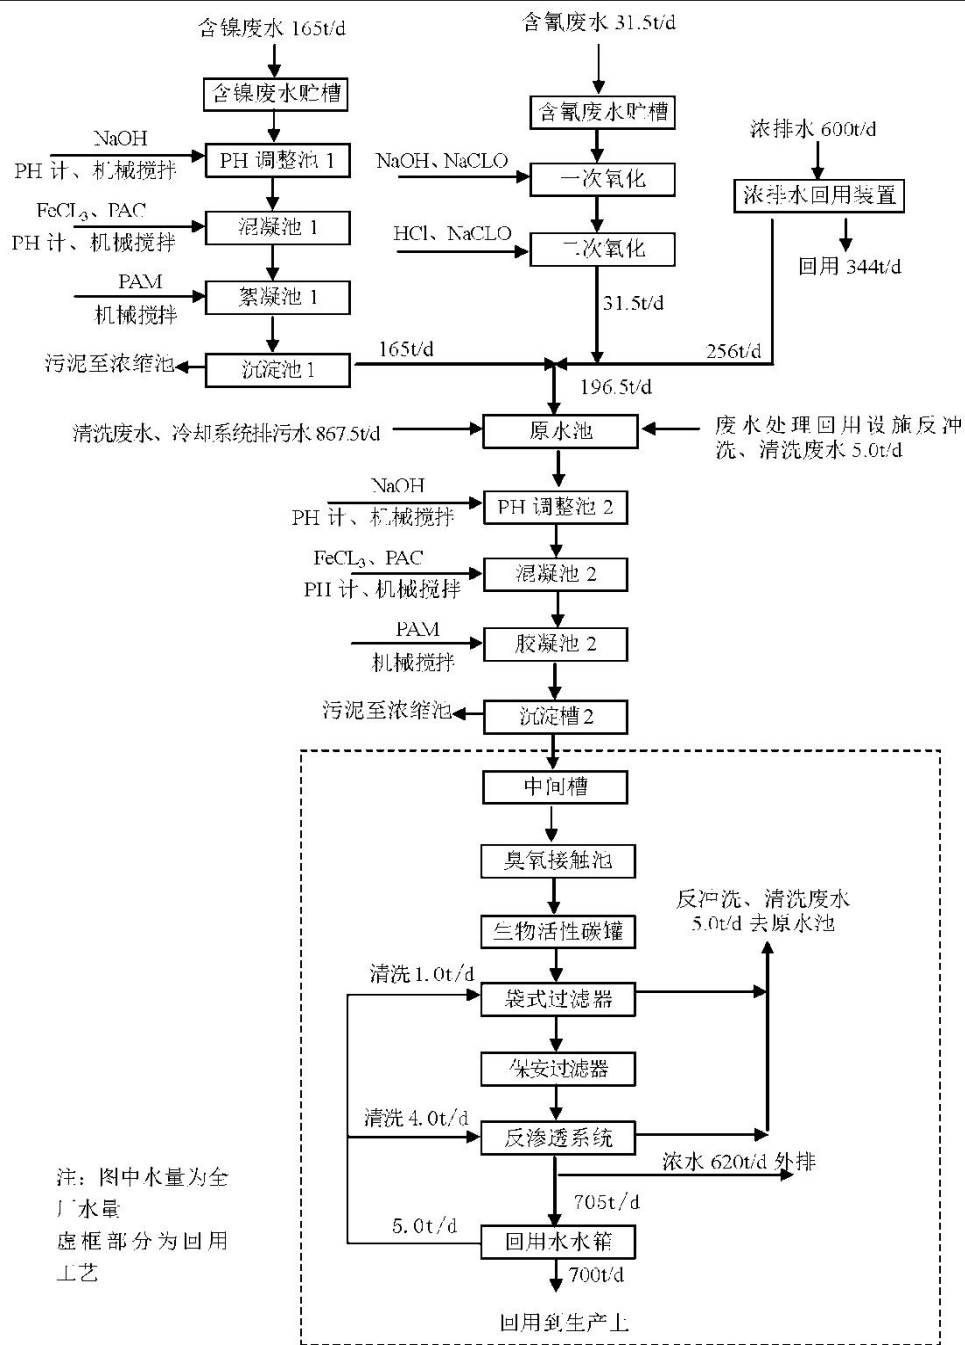 含镍废水 165t/d
含氰废水 31.5t/d
含镍废水贮槽
含氰废水贮槽
浓排水 600t/d
NaOH
PH 计、机械搅拌
PH 调整池 1
NaOH、NaCLO
一次氧化
浓排水回用装置
FeCL₃、PAC
PH 计、机械搅拌
混凝池 1
HCl、NaCLO
二次氧化
回用 344t/d
PAM
机械搅拌
絮凝池 1
31.5t/d
污泥至浓缩池
沉淀池 1
165t/d
256t/d
196.5t/d
清洗废水、冷却系统排污水 867.5t/d
原水池
废水处理回用设施反冲
洗、清洗废水 5.0t/d
NaOH
PH 计、机械搅拌
PH 调整池 2
FeCL₃、PAC
PH 计、机械搅拌
混凝池 2
PAM
机械搅拌
胶凝池 2
污泥至浓缩池
沉淀槽 2
中间槽
臭氧接触池
反冲洗、清洗废水
5.0t/d 去原水池
生物活性碳罐
清洗 1.0t/d
袋式过滤器
保安过滤器
清洗 4.0t/d
反渗透系统
浓水 620t/d 外排
705t/d
5.0t/d
回用水水箱
700t/d
回用到生产上
注：图中水量为全
厂水量
虚框部分为回用
工艺